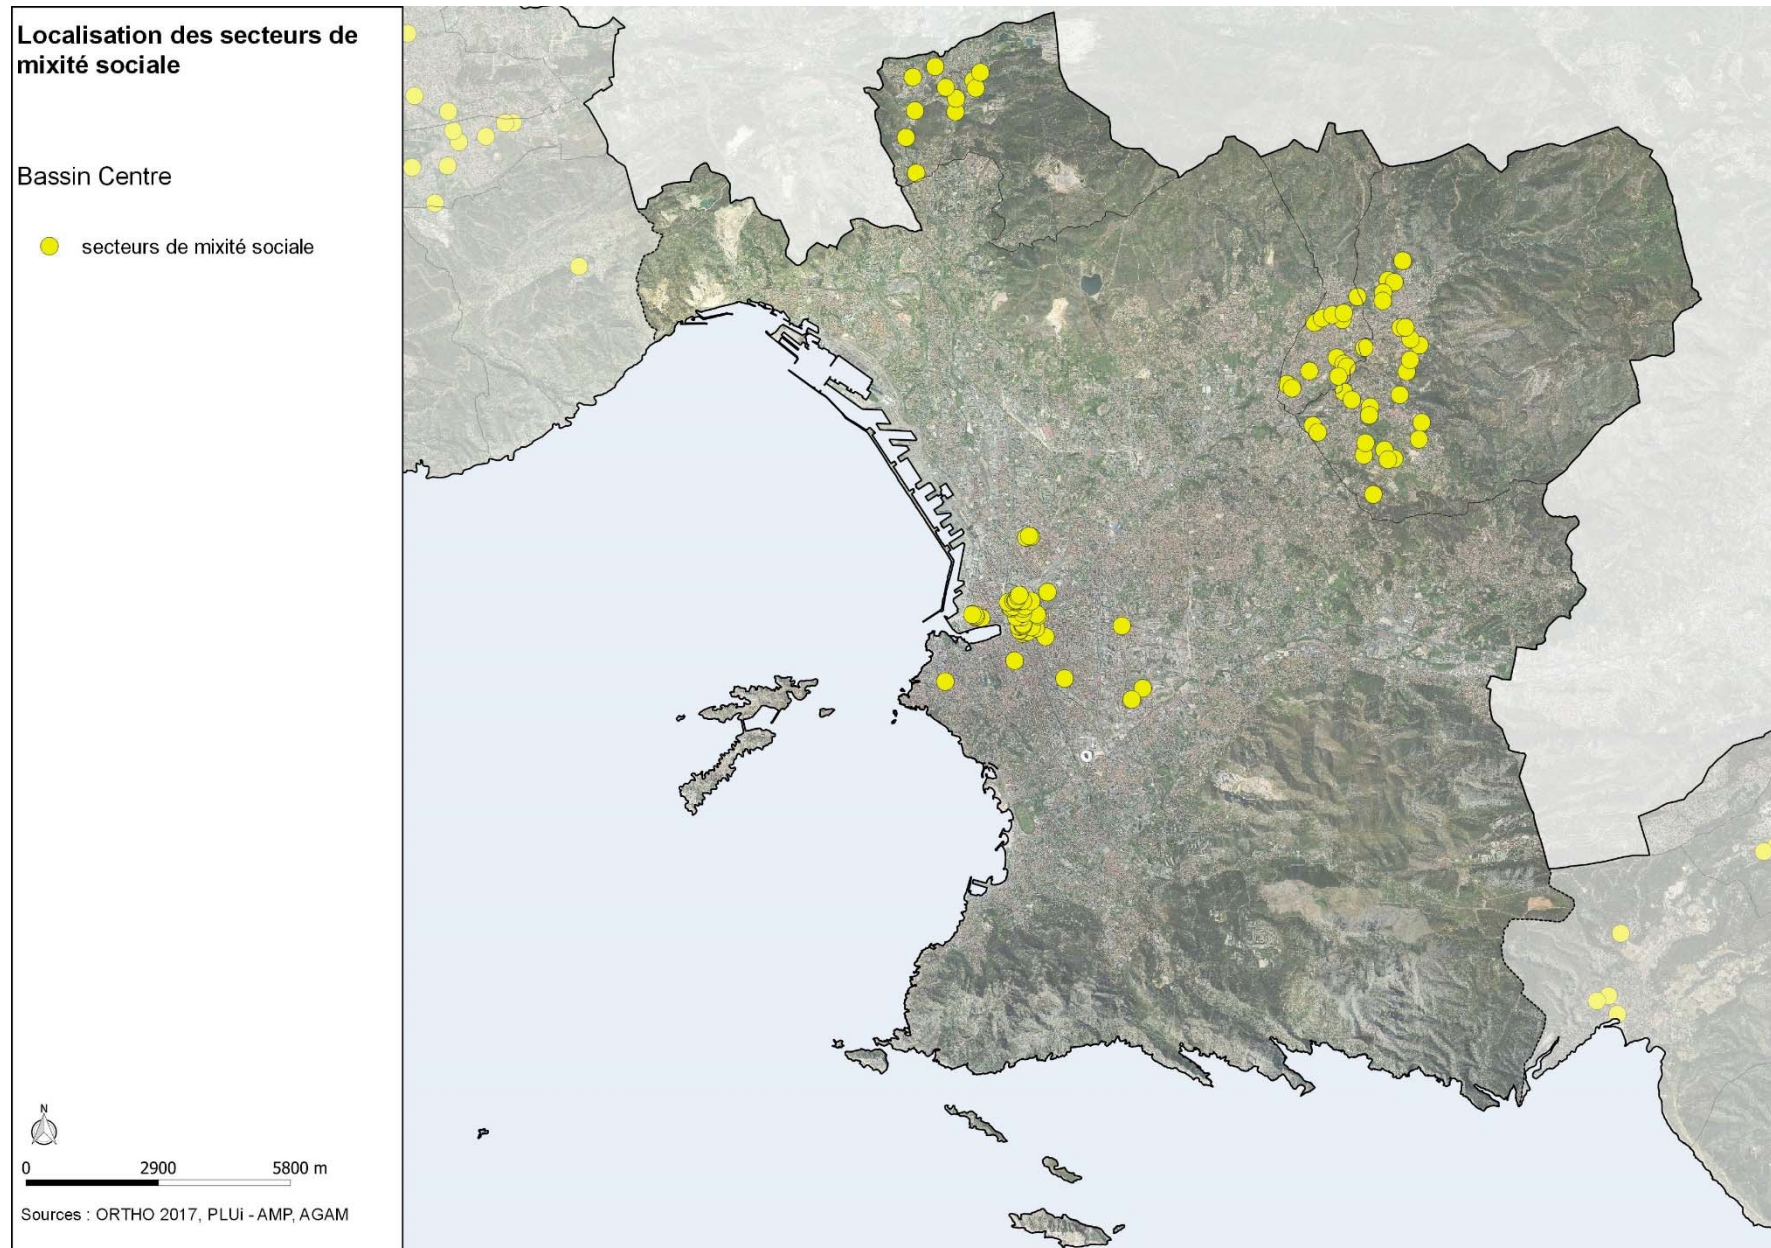 Localisation des secteurs de
mixité sociale
Bassin Centre
secteurs de mixité sociale
N
0 2900 5800 m
Sources : ORTHO 2017, PLUi - AMP, AGAM